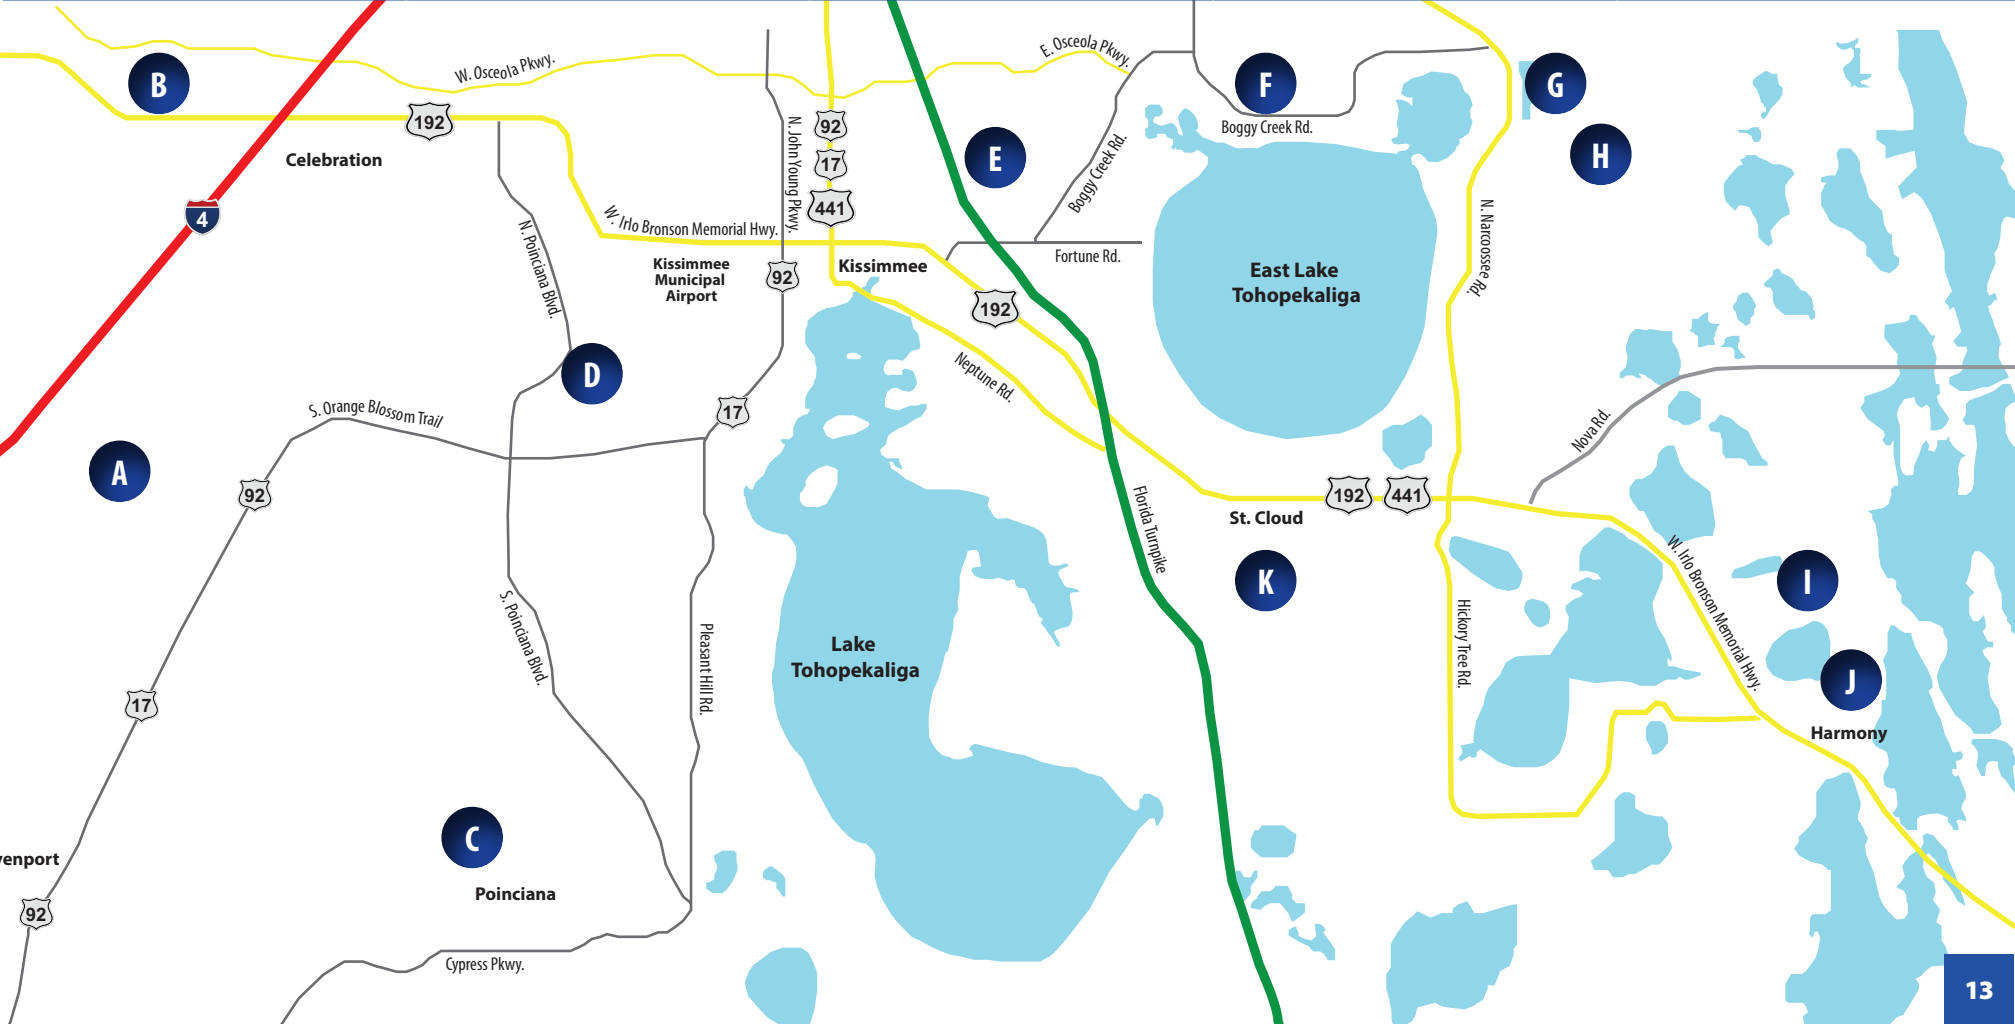 W. Osceola Pkwy.
E. Osceola Pkwy.
B
F
G
192
92
Boggy Creek Rd.
Celebration
N. John Young Pkwy.
17
E
H
Boggy Creek Rd.
4
441
N. Poinciana Blvd.
W. Irlo Bronson Memorial Hwy.
N. Narcoossee Rd.
Fortune Rd.
Kissimmee
Municipal
Airport
92
Kissimmee
East Lake
Tohopekaliga
192
D
Neptune Rd.
S. Orange Blossom Trail
17
Nova Rd.
A
92
192
441
St. Cloud
Florida Turnpike
W. Irlo Bronson Memorial Hwy.
K
I
S. Poinciana Blvd.
Pleasant Hill Rd.
Hickory Tree Rd.
Lake
Tohopekaliga
J
17
Harmony
C
venport
Poinciana
92
Cypress Pkwy.
13